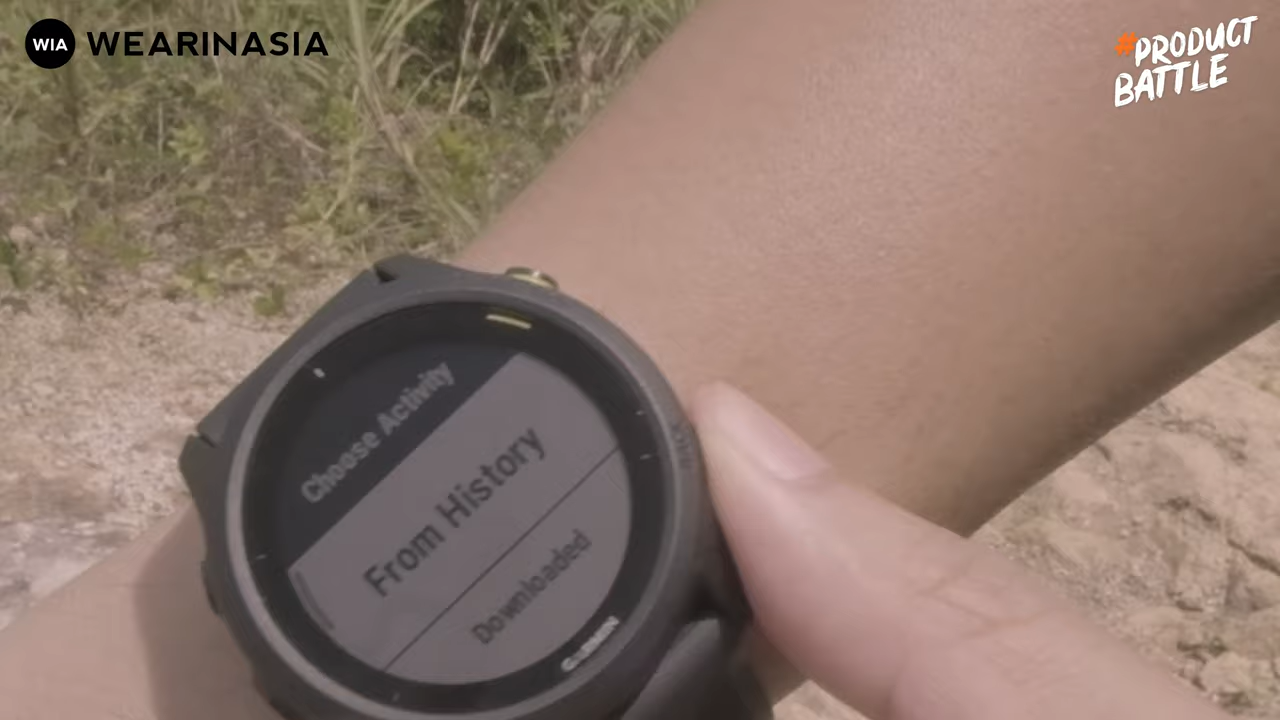 WIA WEARINASIA
#PRODUCT
BATTLE
Choose Activity
From History
Downloaded
GARMIN